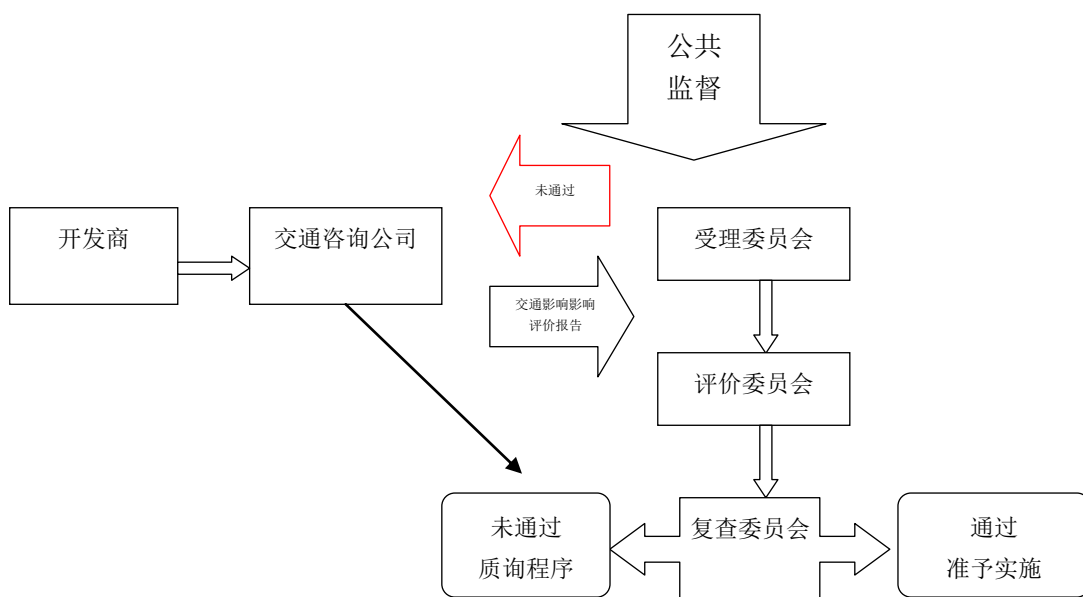 公共
监督
未通过
开发商
交通咨询公司
受理委员会
交通影响影响
评价报告
评价委员会
未通过
质询程序
复查委员会
通过
准予实施